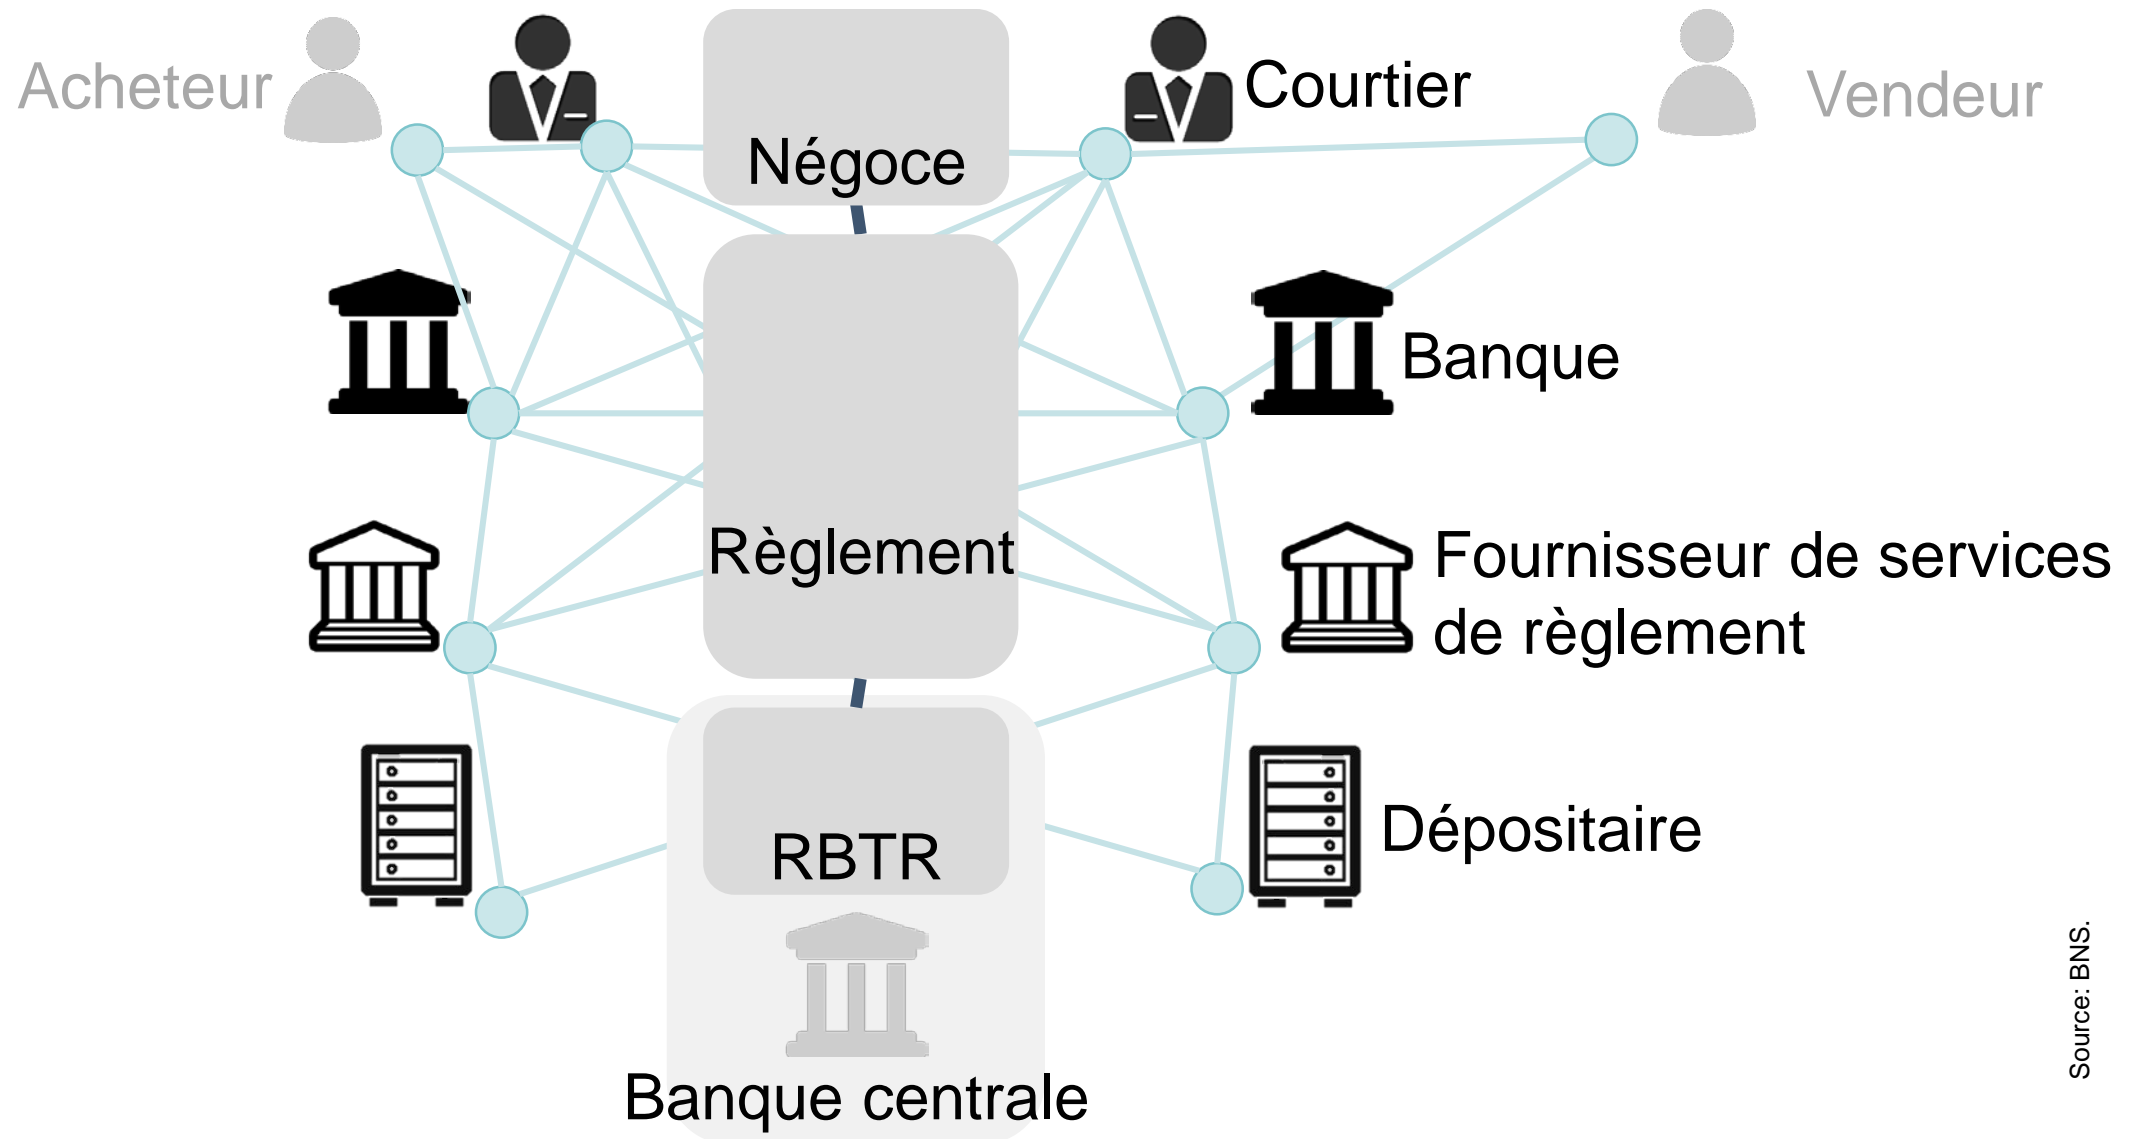 Acheteur
Courtier
Vendeur
Négoce
Banque
Règlement
Fournisseur de services
de règlement
RBTR
Dépositaire
Banque centrale
Source: BNS.